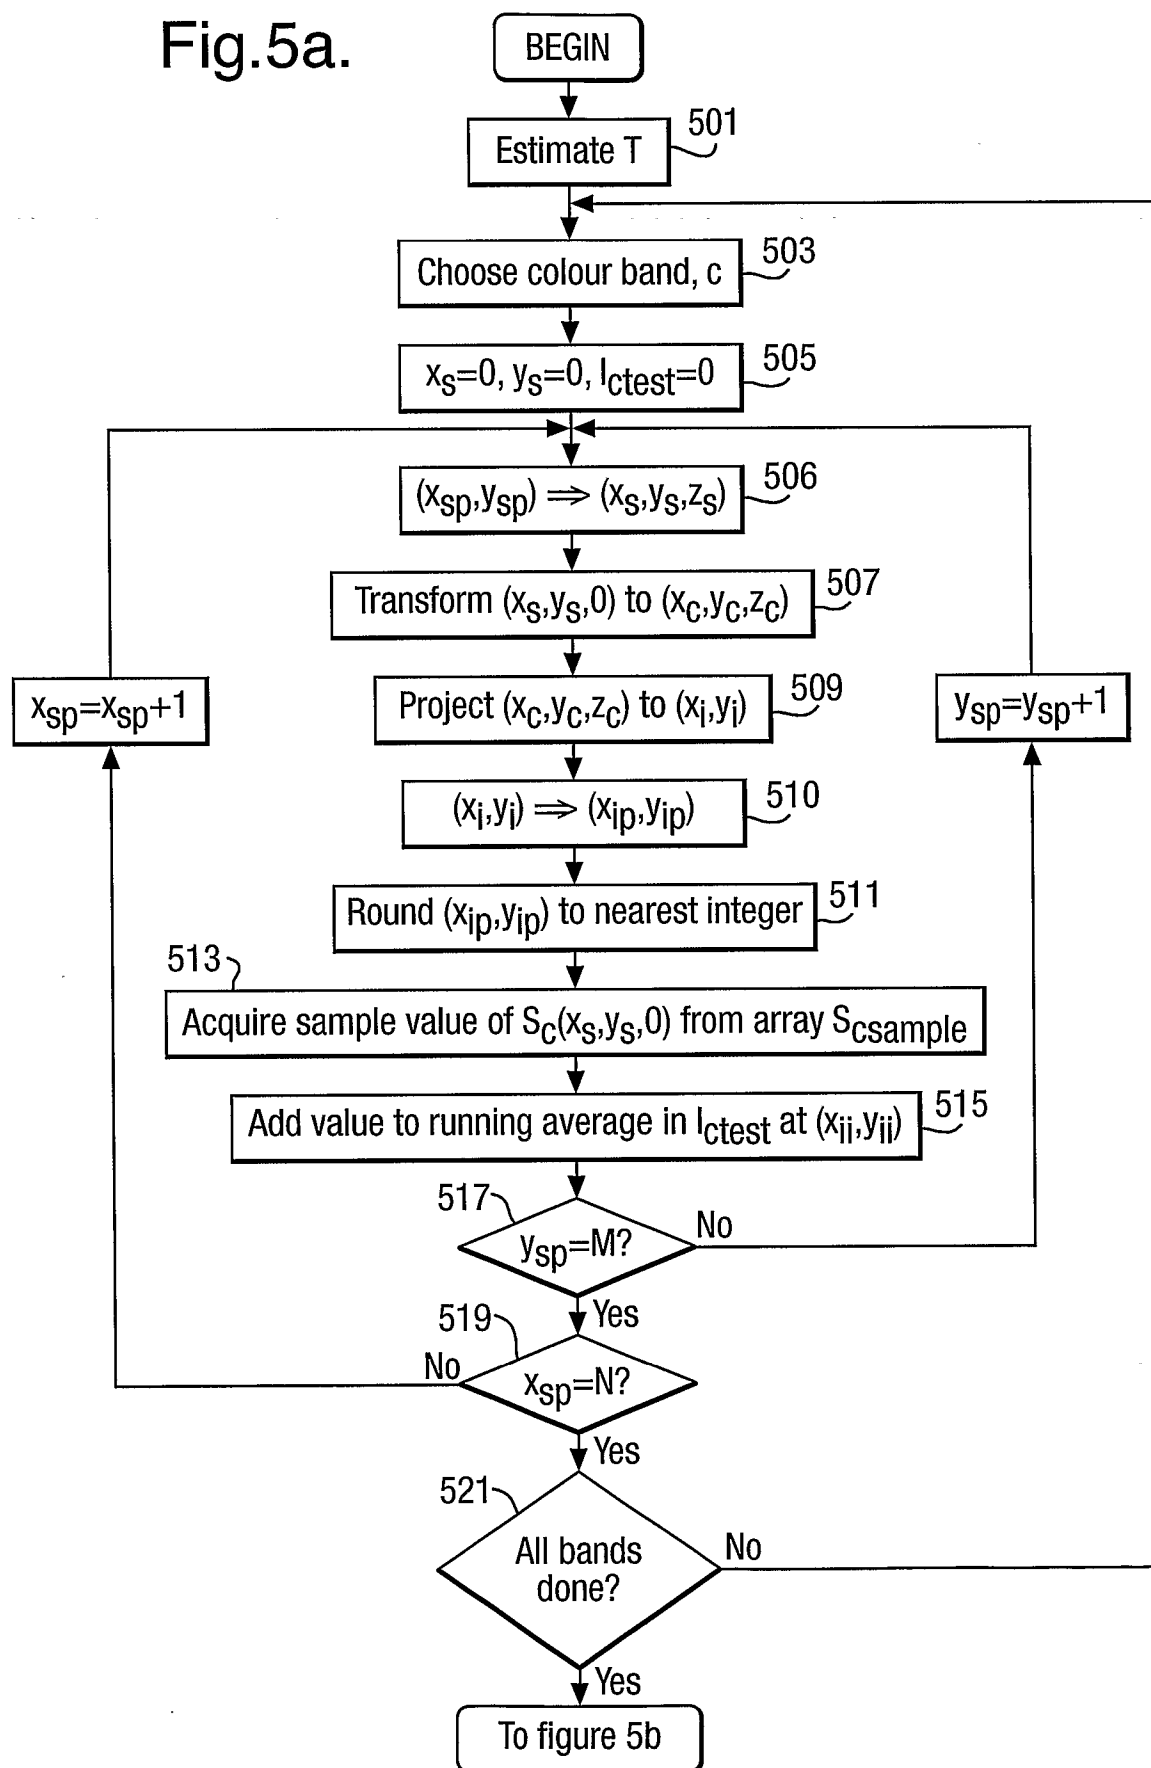 Fig.5a.
BEGIN
Estimate T
501
Choose colour band, c
503
xs=0, ys=0, Ictest=0
505
(xsp,ysp) ⇒ (xs,ys,zs)
506
Transform (xs,ys,0) to (xc,yc,zc)
507
xsp=xsp+1
Project (xc,yc,zc) to (xi,yi)
509
ysp=ysp+1
(xi,yi) ⇒ (xip,yip)
510
Round (xip,yip) to nearest integer
511
513
Acquire sample value of Sc(xs,ys,0) from array Scsample
Add value to running average in Ictest at (xii,yii)
515
517
ysp=M?
No
Yes
519
No
xsp=N?
Yes
521
All bands
done?
No
Yes
To figure 5b